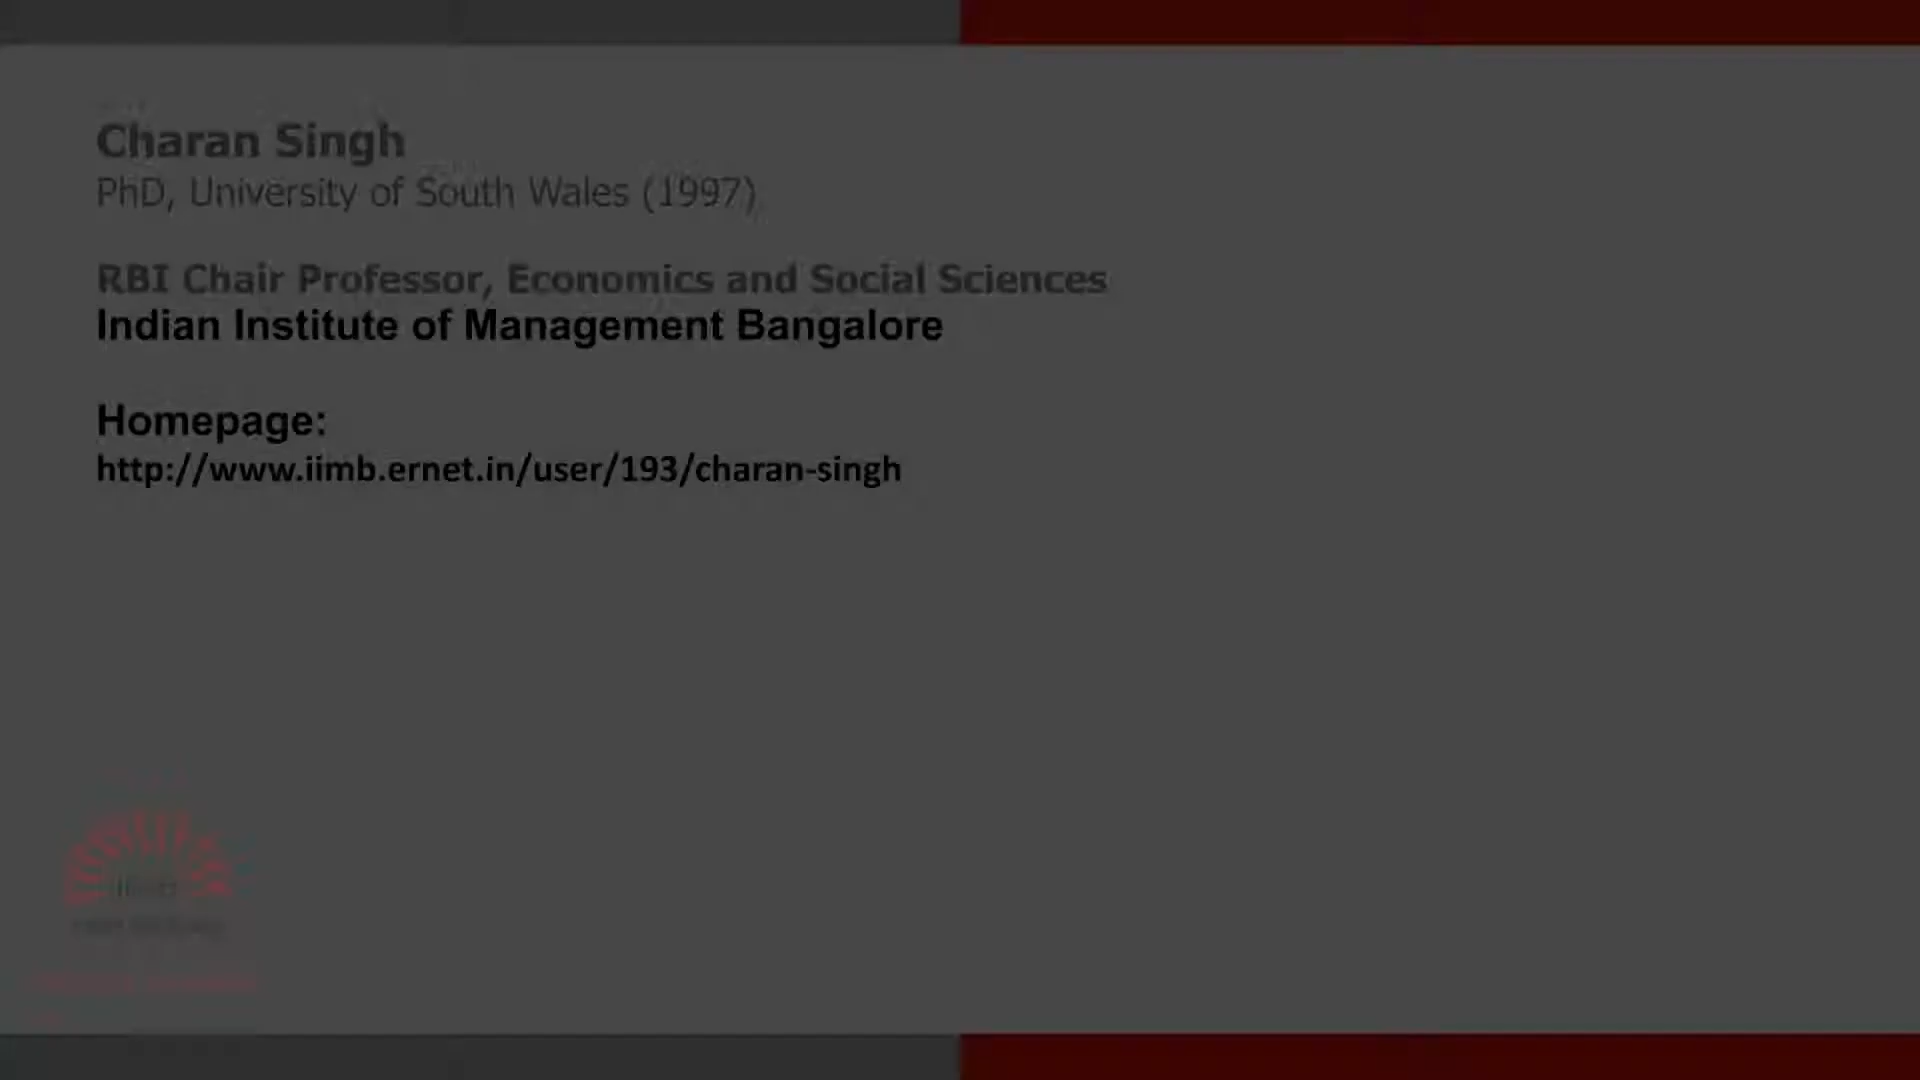 Charan Singh
PhD, University of South Wales (1997)
RBI Chair Professor, Economics and Social Sciences
Indian Institute of Management Bangalore
Homepage:
http://www.iimb.ernet.in/user/193/charan-singh